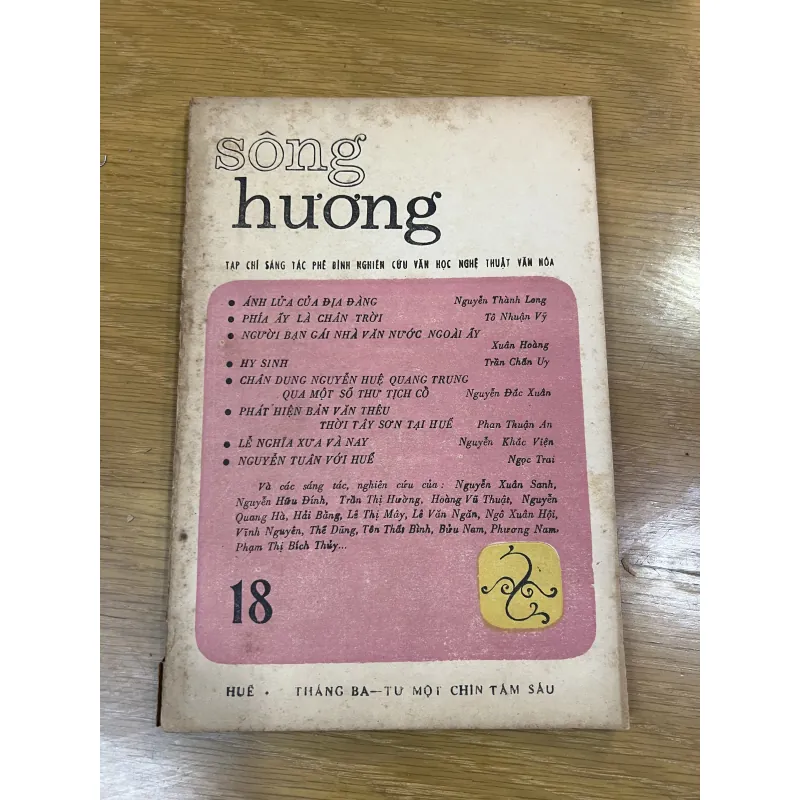 sông
hương
TẠP CHÍ SÁNG TÁC PHÊ BÌNH NGHIÊN CỨU VĂN HỌC NGHỆ THUẬT VĂN HÓA
● ÁNH LỬA CỦA ĐỊA ĐÀNG Nguyễn Thành Long
● PHÍA ẤY LÀ CHÂN TRỜI Tô Nhuận Vỹ
● NGƯỜI BẠN GÁI NHÀ VĂN NƯỚC NGOÀI ẤY
Xuân Hoàng
● HY SINH Trần Chấn Uy
● CHÂN DUNG NGUYỄN HUỆ QUANG TRUNG
QUA MỘT SỐ THƯ TỊCH CỔ Nguyễn Đắc Xuân
● PHÁT HIỆN BẢN VĂN THÊU
THỜI TÂY SƠN TẠI HUẾ Phan Thuận An
● LỄ NGHĨA XƯA VÀ NAY Nguyễn Khắc Viện
● NGUYỄN TUÂN VỚI HUẾ Ngọc Trai
Và các sáng tác, nghiên cứu của: Nguyễn Xuân Sanh,
Nguyễn Hữu Đính, Trần Thị Hường, Hoàng Vũ Thuật, Nguyễn
Quang Hà, Hải Bằng, Lê Thị Mây, Lê Văn Ngăn, Ngô Xuân Hội,
Vĩnh Nguyên, Thế Dũng, Tôn Thất Bình, Bửu Nam, Phương Nam,
Phạm Thị Bích Thủy...
18
HUẾ • THÁNG BA—TƯ MỘT CHÍN TÁM SÁU